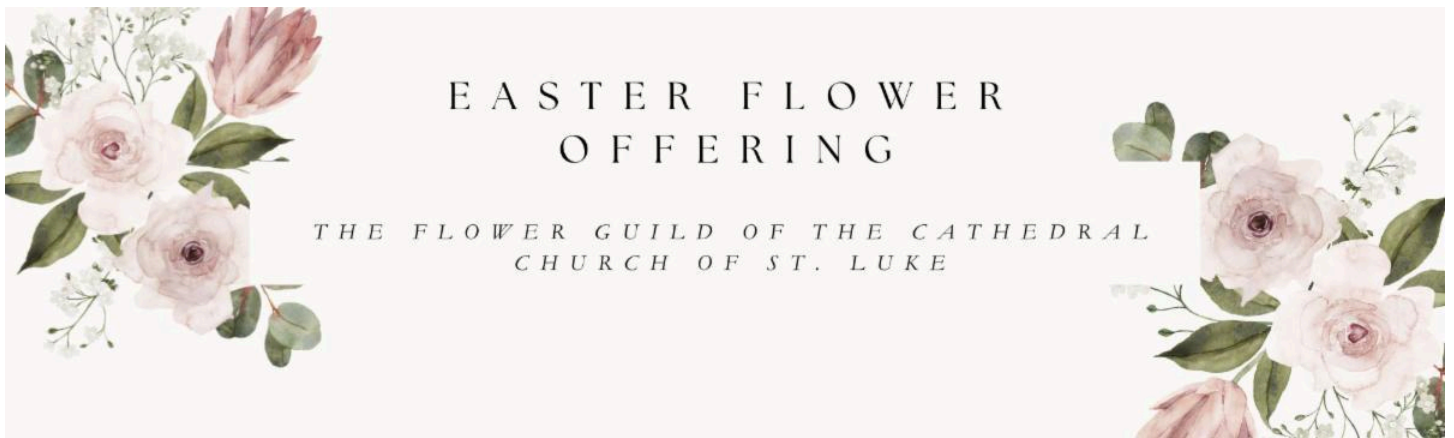 EASTER FLOWER
OFFERING
THE FLOWER GUILD OF THE CATHEDRAL
CHURCH OF ST. LUKE